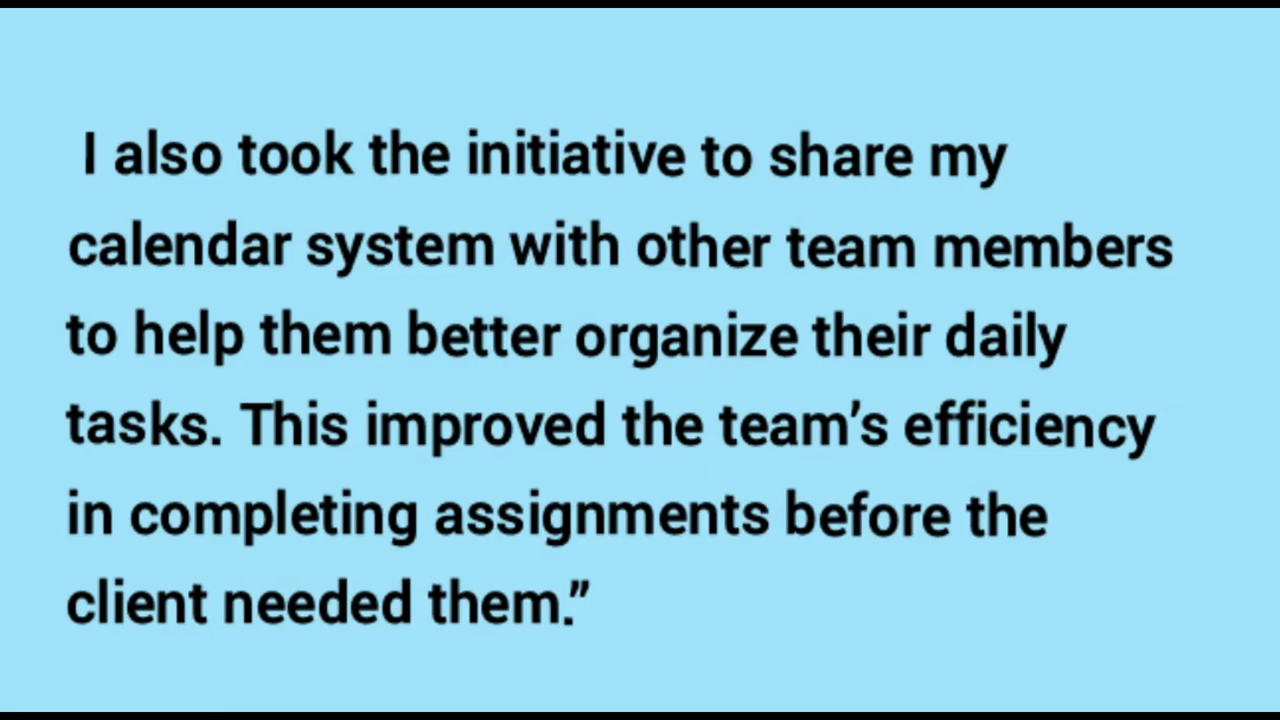 I also took the initiative to share my
calendar system with other team members
to help them better organize their daily
tasks. This improved the team’s efficiency
in completing assignments before the
client needed them.”